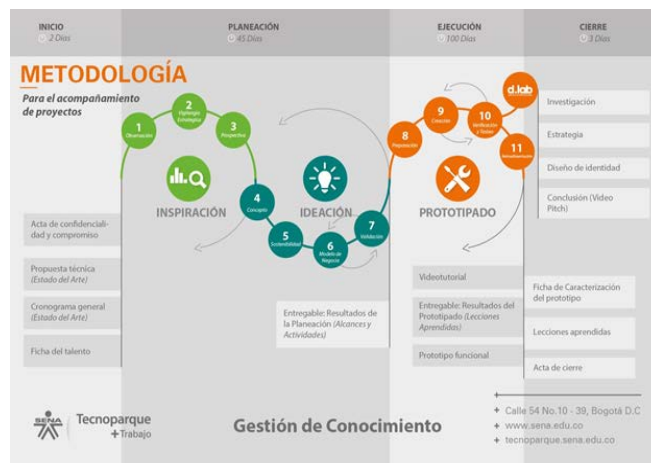 INICIO
2 Días
PLANEACIÓN
45 Días
EJECUCIÓN
100 Días
CIERRE
3 Días
METODOLOGÍA
Para el acompañamiento
de proyectos
1
Observación
2
Vigilancia
Estratégica
3
Prospectiva
INSPIRACIÓN
4
Concepto
5
Sostenibilidad
6
Modelo de
Negocio
7
Validación
IDEACIÓN
8
Preparación
9
Creación
10
Verificación
11
d.lab
PROTOTIPADO
Investigación
Estrategia
Diseño de identidad
Conclusión (Video
Pitch)
Acta de confidenciali-
dad y compromiso
Propuesta técnica
(Estado del Arte)
Cronograma general
(Estado del Arte)
Ficha del talento
Entregable: Resultados de
la Planeación (Alcances y
Actividades)
Videotutorial
Entregable: Resultados del
Prototipado (Lecciones
Aprendidas)
Prototipo funcional
Ficha de Caracterización
del prototipo
Lecciones aprendidas
Acta de cierre
SENA
Tecnoparque
+Trabajo
Gestión de Conocimiento
+ Calle 54 No.10 - 39, Bogotá D.C
+ www.sena.edu.co
+ tecnoparque.sena.edu.co